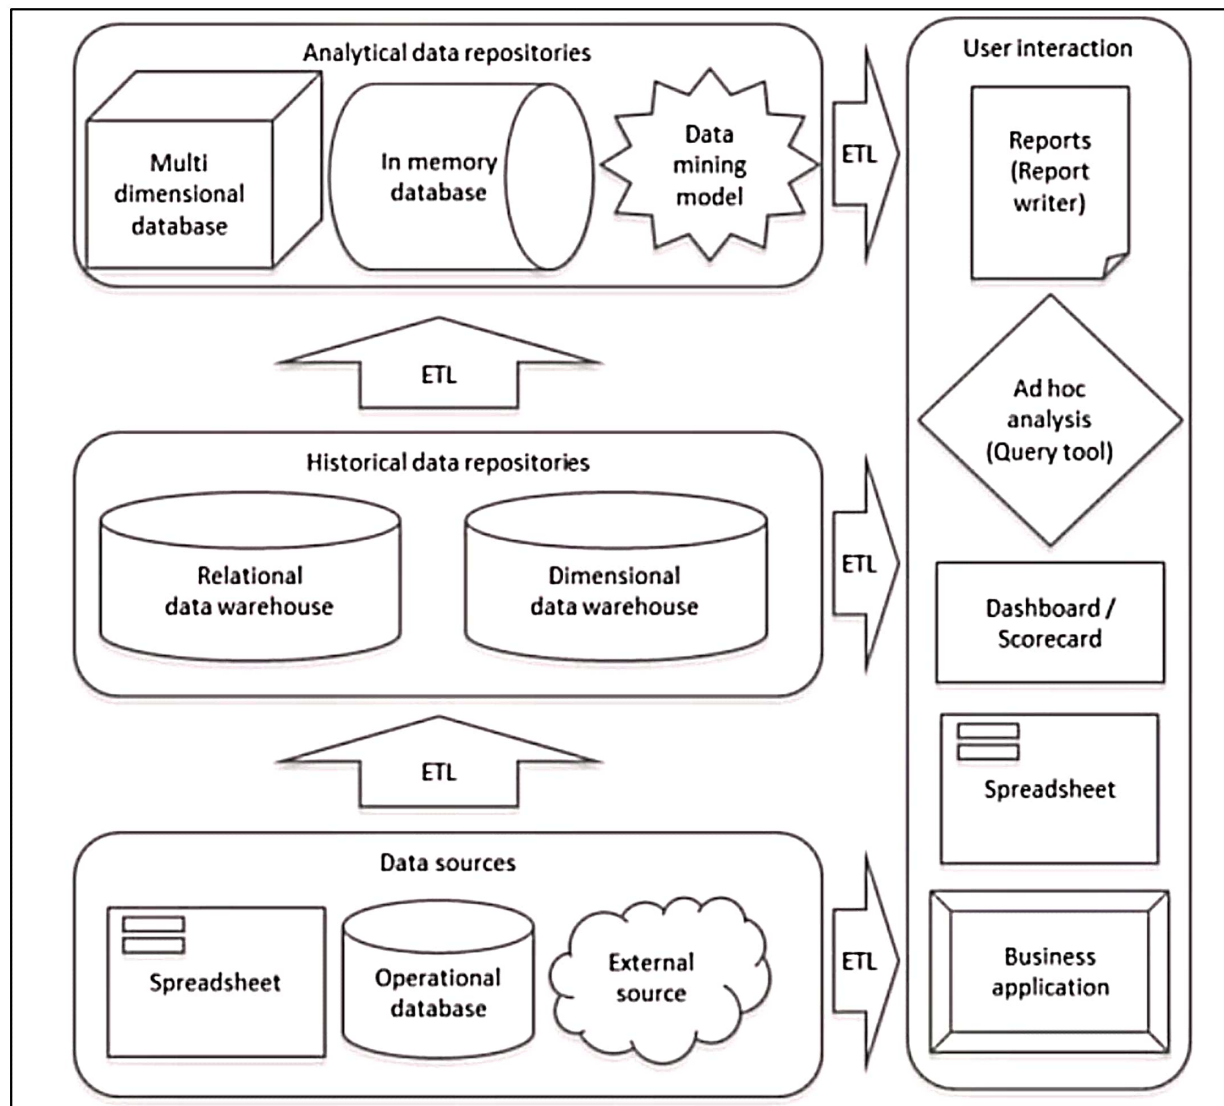 Analytical data repositories
Multi
dimensional
database
In memory
database
Data
mining
model
ETL
ETL
Historical data repositories
Relational
data warehouse
Dimensional
data warehouse
ETL
ETL
Data sources
Spreadsheet
Operational
database
External
source
ETL
User interaction
Reports
(Report
writer)
Ad hoc
analysis
(Query tool)
Dashboard /
Scorecard
Spreadsheet
Business
application